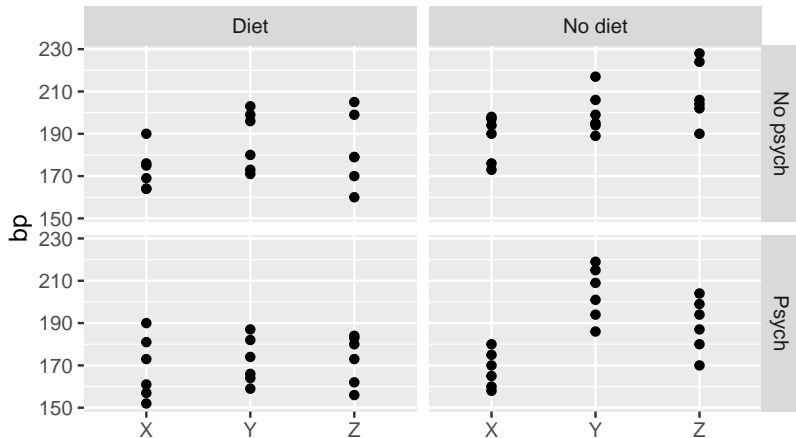 Diet
No diet
230
210
190
170
150
No psych
bp
230
210
190
170
150
Psych
X Y Z
X Y Z